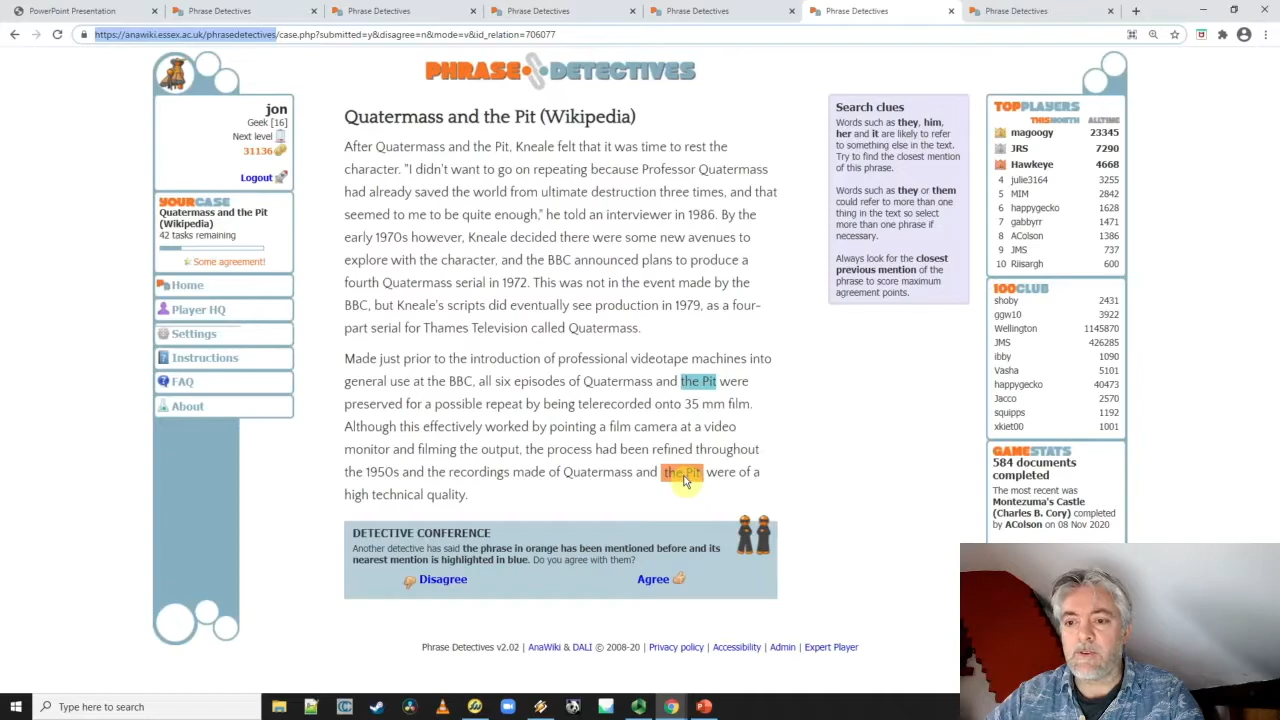 PowerPoint Presentation
Phrase Detectives
Phrase Detectives
Phrase Detectives
Phrase Detectives
Phrase Detectives
Phrase Detectives
https://anawiki.essex.ac.uk/phrasedetectives/case.php?submitted=y&disagree=n&mode=v&id_relation=706077
PHRASE DETECTIVES
jon
Geek [16]
Next level
31136
Logout
YOURCASE
Quatermass and the Pit
(Wikipedia)
42 tasks remaining
Some agreement!
Home
Player HQ
Settings
Instructions
FAQ
About
Quatermass and the Pit (Wikipedia)
After Quatermass and the Pit, Kneale felt that it was time to rest the
character. "I didn't want to go on repeating because Professor Quatermass
had already saved the world from ultimate destruction three times, and that
seemed to me to be quite enough," he told an interviewer in 1986. By the
early 1970s however, Kneale decided there were some new avenues to
explore with the character, and the BBC announced plans to produce a
fourth Quatermass serial in 1972. This was not in the event made by the
BBC, but Kneale's scripts did eventually see production in 1979, as a four-
part serial for Thames Television called Quatermass.
Made just prior to the introduction of professional videotape machines into
general use at the BBC, all six episodes of Quatermass and the Pit were
preserved for a possible repeat by being telerecorded onto 35 mm film.
Although this effectively worked by pointing a film camera at a video
monitor and filming the output, the process had been refined throughout
the 1950s and the recordings made of Quatermass and the Pit were of a
high technical quality.
DETECTIVE CONFERENCE
Another detective has said the phrase in orange has been mentioned before and its
nearest mention is highlighted in blue. Do you agree with them?
Disagree
Agree
Search clues
Words such as they, him,
her and it are likely to refer
to something else in the text.
Try to find the closest mention
of this phrase.
Words such as they or them
could refer to more than one
thing in the text so select
more than one phrase if
necessary.
Always look for the closest
previous mention of the
phrase to score maximum
agreement points.
TOPPLAYERS
THISMONTH ALLTIME
magoogy 23345
JRS 7290
Hawkeye 4668
4 julie3164 3255
5 MIM 2842
6 happygecko 1628
7 gabbyrr 1471
8 AColson 1386
9 JMS 737
10 Riisargh 600
100CLUB
shoby 2431
ggw10 3922
Wellington 1145870
JMS 426285
ibby 1090
Vasha 5101
happygecko 40473
Jacco 2570
squipps 1192
xkiet00 1001
GAMESTATS
584 documents
completed
The most recent was
Montezuma's Castle
(Charles B. Cory) completed
by AColson on 08 Nov 2020
Phrase Detectives v2.02 | AnaWiki & DALI © 2008-20 | Privacy policy | Accessibility | Admin | Expert Player
Type here to search